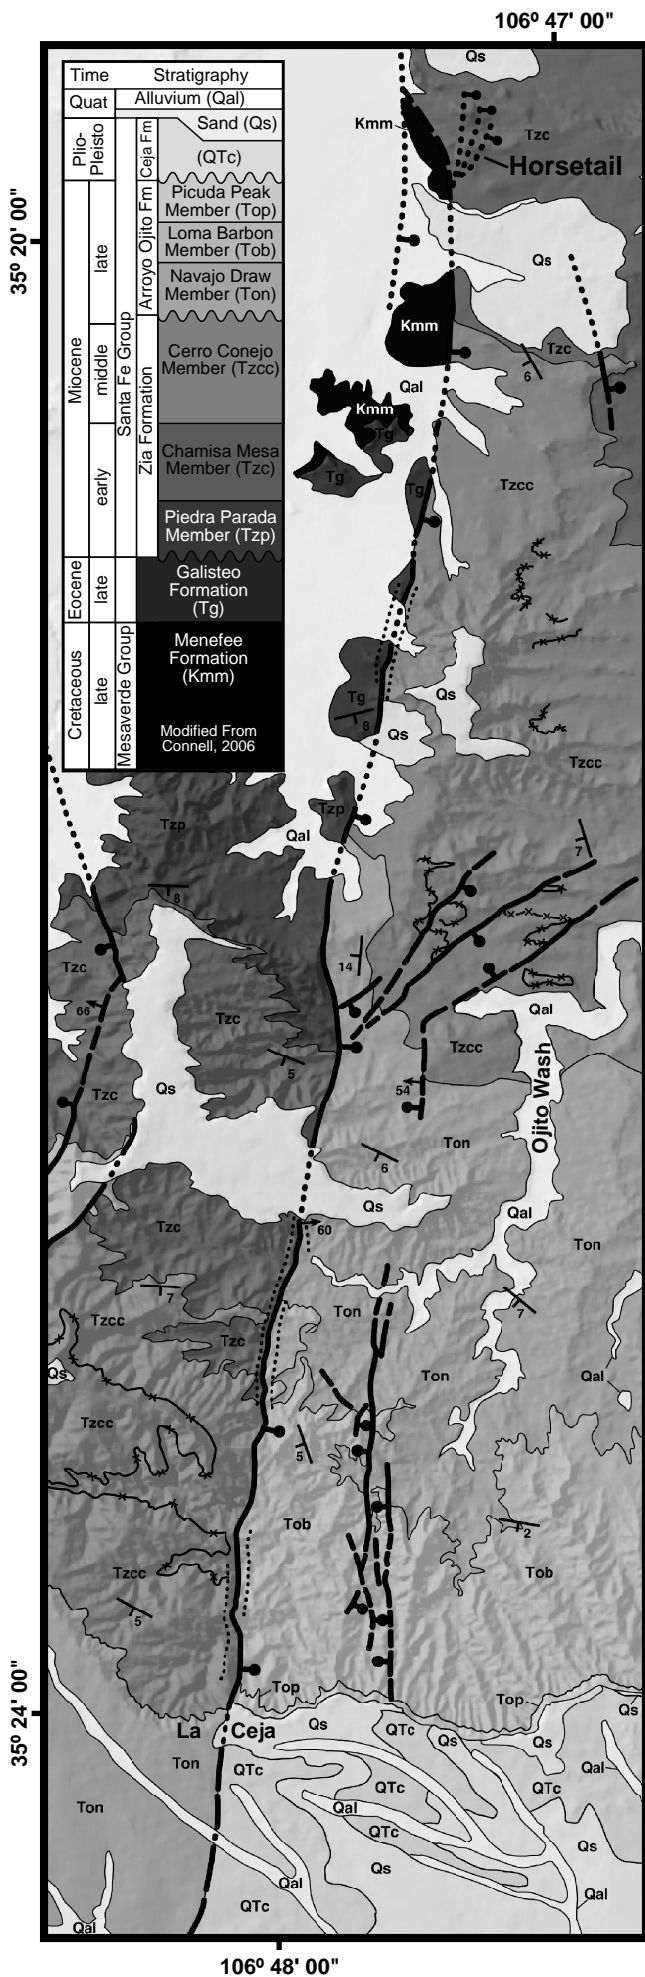 106º 47' 00"
35º 20' 00"
35º 24' 00"
106º 48' 00"
Time Stratigraphy
Quat Alluvium (Qal)
Plio-
Pleisto
Ceja Fm
Sand (Qs)
(QTc)
Miocene
late
middle
early
Santa Fe Group
Arroyo Ojito Fm
Picuda Peak
Member (Top)
Loma Barbon
Member (Tob)
Navajo Draw
Member (Ton)
Zia Formation
Cerro Conejo
Member (Tzcc)
Chamisa Mesa
Member (Tzc)
Piedra Parada
Member (Tzp)
Eocene
late
Galisteo
Formation
(Tg)
Cretaceous
late
Mesaverde Group
Menefee
Formation
(Kmm)
Modified From
Connell, 2006
Qs
Kmm
Tzc
Horsetail
Qs
Kmm
Tzc
6
Qal
Kmm
Tg
Tg
Tg
Tzcc
Tg
8
Qs
Qs
Tzcc
Tzp
Tzp
Qal
7
8
14
Tzc
66
Tzc
5
Qal
Tzcc
Ojito Wash
Tzc
Qs
54
Ton
6
Qs
Qal
Tzc
60
Ton
7
Tzcc
Ton
7
Tzc
Ton
Qal
Qs
Tzcc
5
Tob
2
Tzcc
Tob
5
Top
Top
Qs
La Ceja
Qs
QTc
Qs
Qs
Ton
QTc
Qal
QTc
QTc
Ton
Qal
QTc
Qs
Qs
Qal
Qal
QTc
Qal